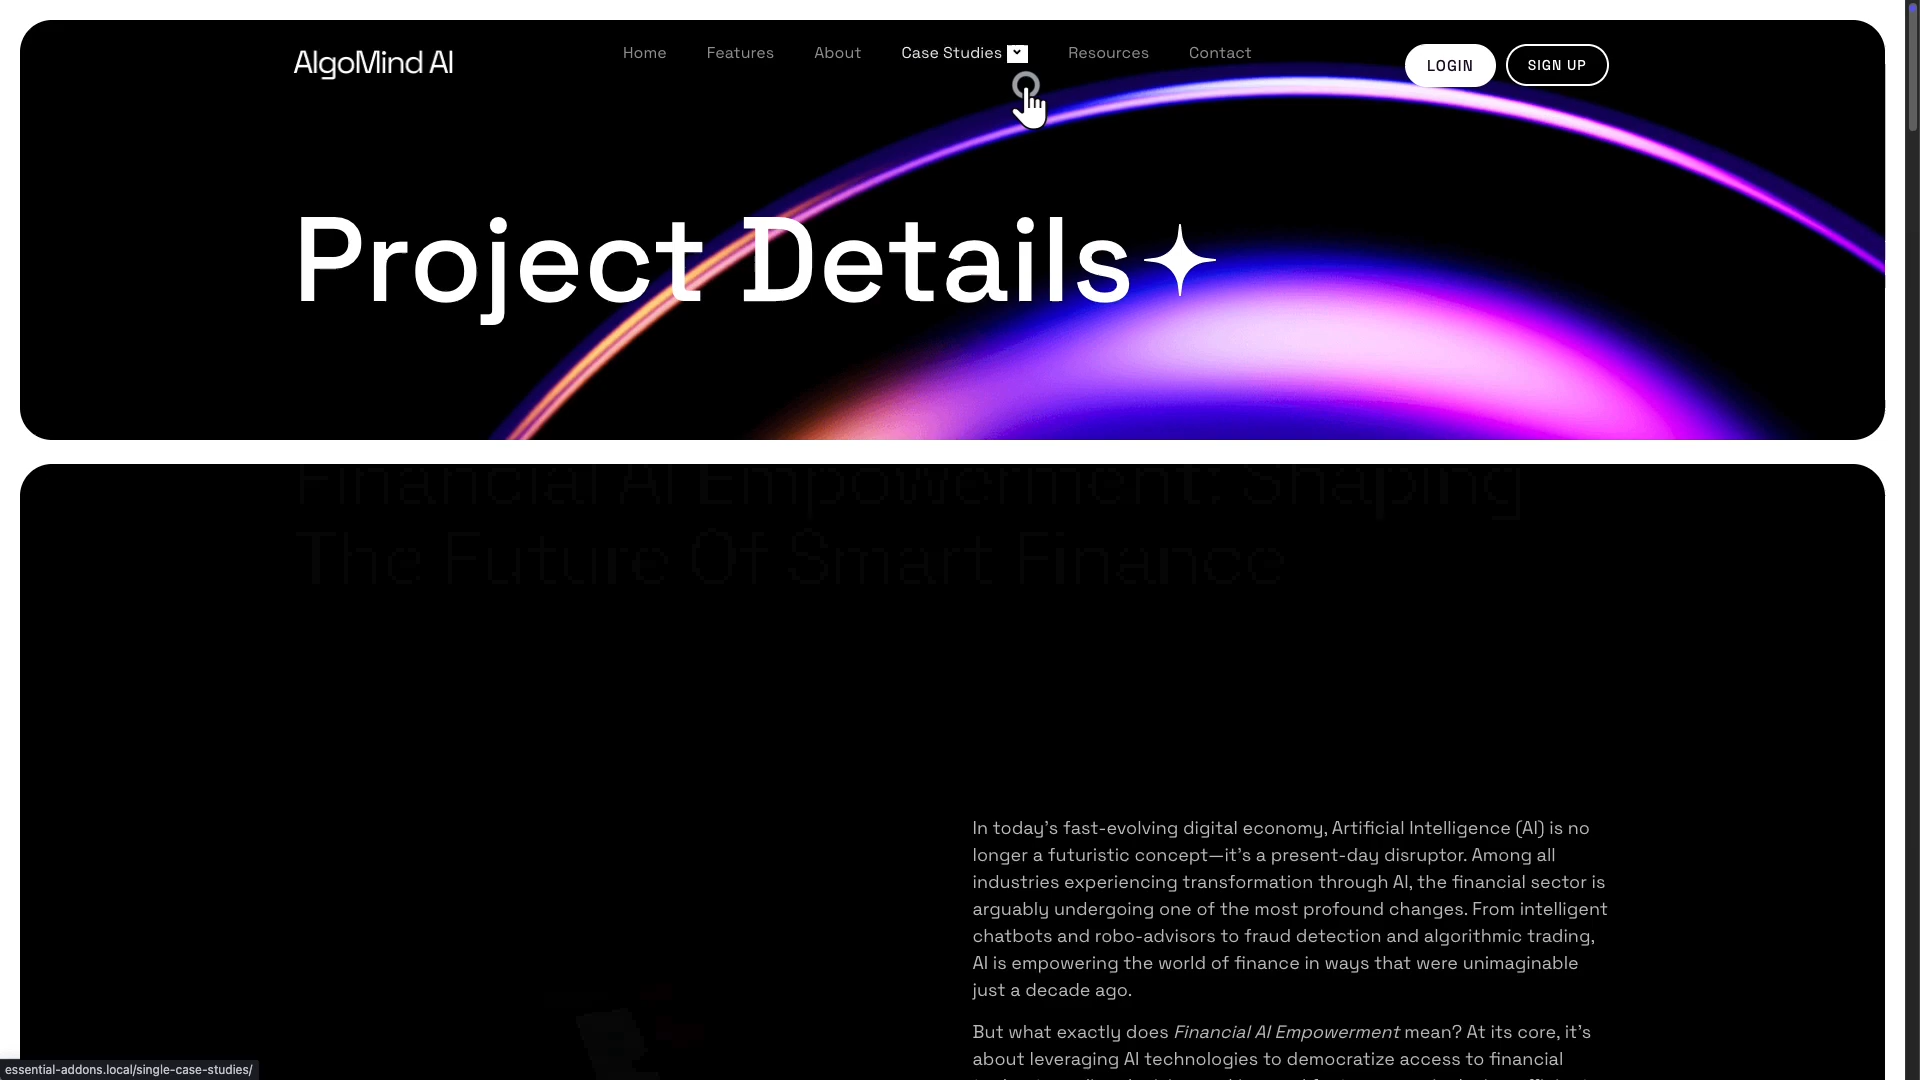 AlgoMind AI
Home Features About Case Studies Resources Contact
LOGIN SIGN UP
Project Details
Financial AI Empowerment: Shaping
The Future Of Smart Finance
In today’s fast-evolving digital economy, Artificial Intelligence (AI) is no
longer a futuristic concept—it’s a present-day disruptor. Among all
industries experiencing transformation through AI, the financial sector is
arguably undergoing one of the most profound changes. From intelligent
chatbots and robo-advisors to fraud detection and algorithmic trading,
AI is empowering the world of finance in ways that were unimaginable
just a decade ago.
But what exactly does Financial AI Empowerment mean? At its core, it’s
about leveraging AI technologies to democratize access to financial
essential-addons.local/single-case-studies/